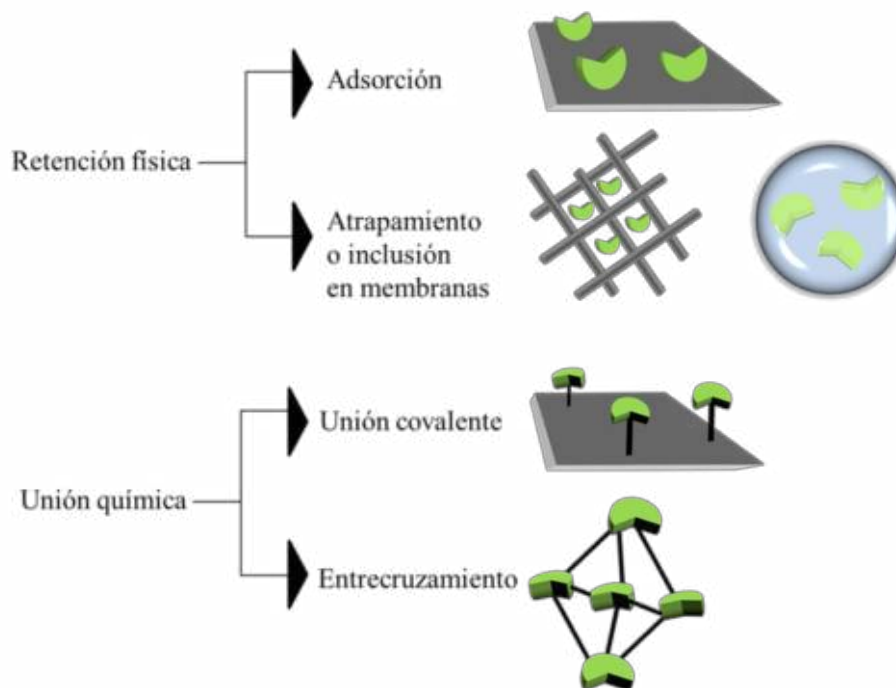 Adsorción
Retención física
Atrapamiento
o inclusión
en membranas
Unión covalente
Unión química
Entrecruzamiento